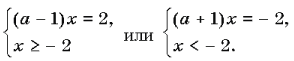 {(a – 1)x = 2, или {(a + 1)x = – 2,
x ≥ – 2 x < – 2.